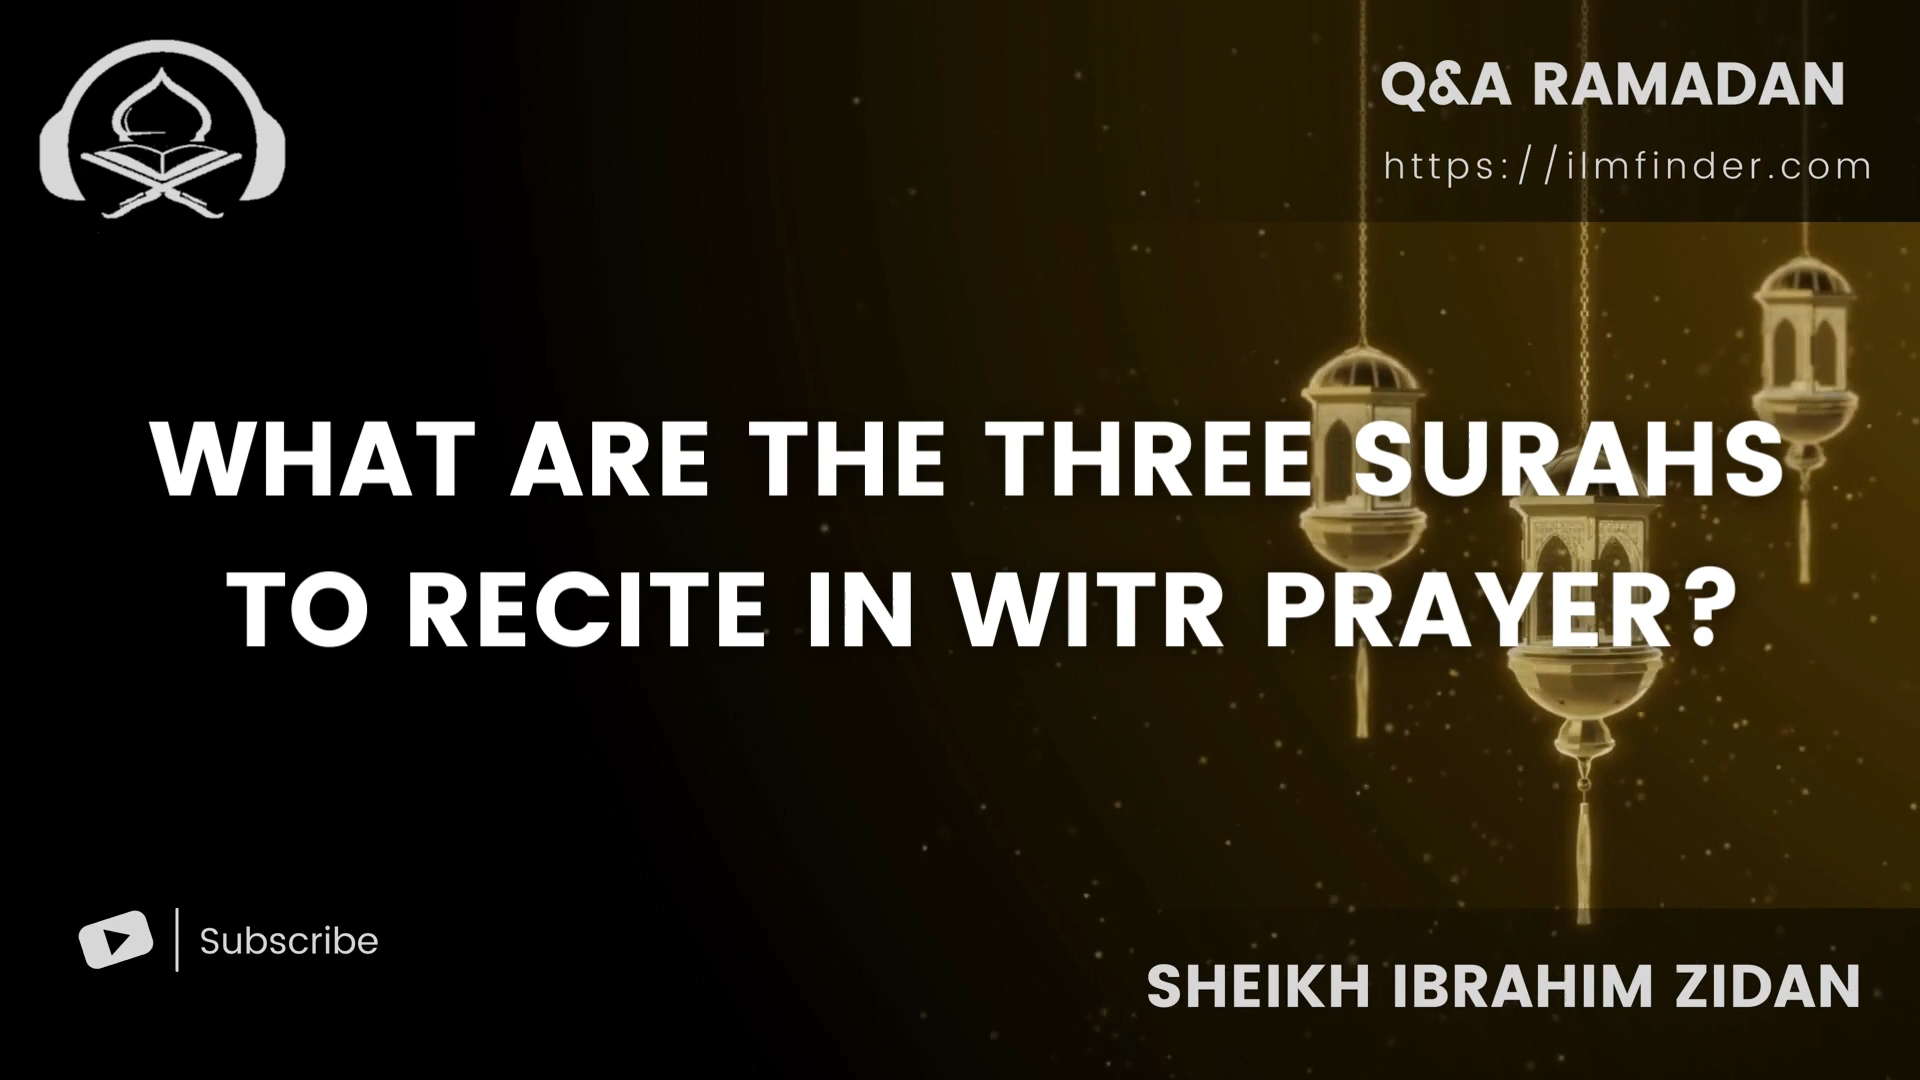 Q&A RAMADAN
https://ilmfinder.com
WHAT ARE THE THREE SURAHS
TO RECITE IN WITR PRAYER?
Subscribe
SHEIKH IBRAHIM ZIDAN